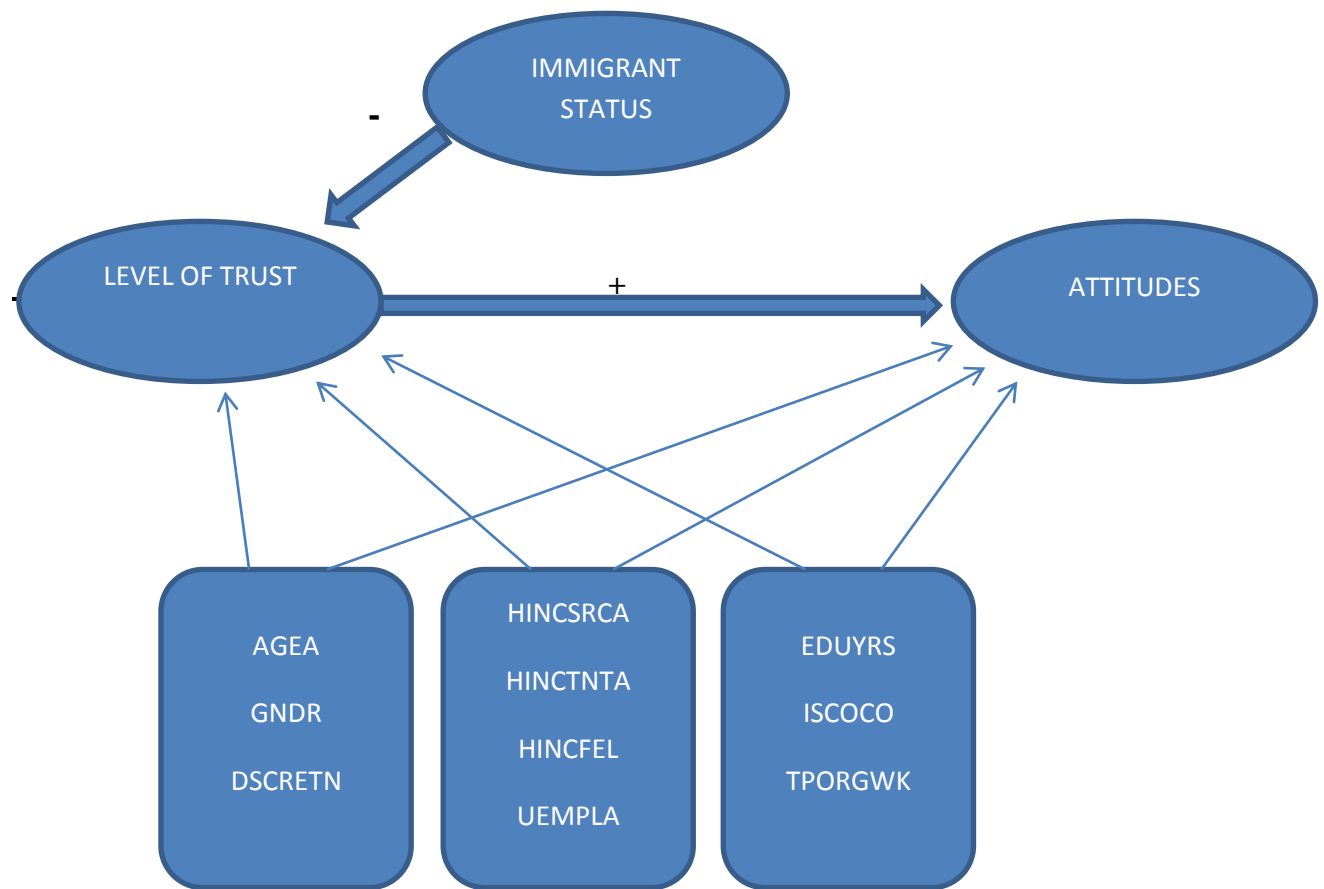 IMMIGRANT
STATUS
-
LEVEL OF TRUST
-
+
ATTITUDES
AGEA
GNDR
DSCRETN
HINCSRCA
HINCTNTA
HINCFEL
UEMPLA
EDUYRS
ISCOCO
TPORGWK